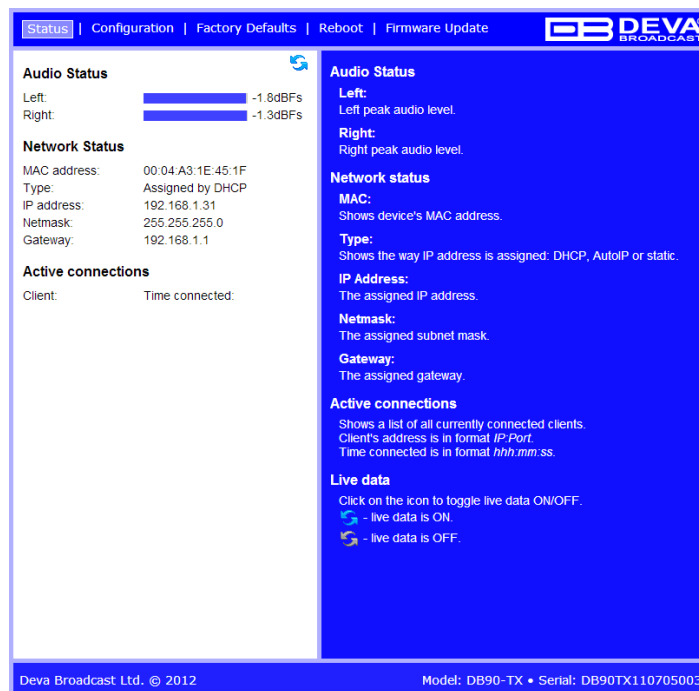 Status | Configuration | Factory Defaults | Reboot | Firmware Update
DB DEVA
BROADCAST
Audio Status
Left: -1.8dBFs
Right: -1.3dBFs
Network Status
MAC address: 00:04:A3:1E:45:1F
Type: Assigned by DHCP
IP address: 192.168.1.31
Netmask: 255.255.255.0
Gateway: 192.168.1.1
Active connections
Client: Time connected:
Audio Status
Left:
Left peak audio level.
Right:
Right peak audio level.
Network status
MAC:
Shows device's MAC address.
Type:
Shows the way IP address is assigned: DHCP, AutoIP or static.
IP Address:
The assigned IP address.
Netmask:
The assigned subnet mask.
Gateway:
The assigned gateway.
Active connections
Shows a list of all currently connected clients.
Client's address is in format IP:Port.
Time connected is in format hhh:mm:ss.
Live data
Click on the icon to toggle live data ON/OFF.
- live data is ON.
- live data is OFF.
Deva Broadcast Ltd. © 2012
Model: DB90-TX • Serial: DB90TX110705003